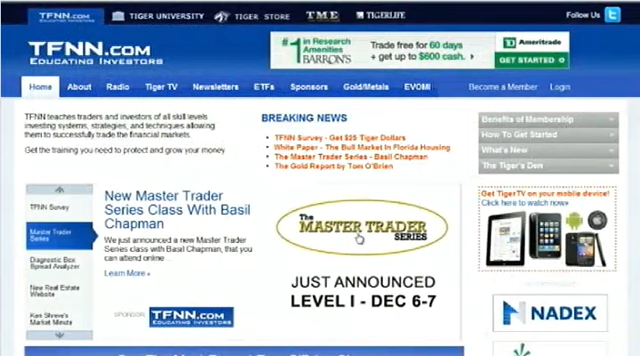 TFNN.COM
EDUCATING INVESTORS
TIGER UNIVERSITY
TIGER STORE
TME
TIGERLIFE
Follow Us
TFNN.COM
EDUCATING INVESTORS
#1 in Research Amenities BARRON'S
Trade free for 60 days
+ get up to $600 cash.
TD Ameritrade
GET STARTED
Home About Radio Tiger TV Newsletters ETFs Sponsors Gold/Metals EVOMI Become a Member Login
TFNN teaches traders and investors of all skill levels
investing systems, strategies, and techniques allowing
them to successfully trade the financial markets.
Get the training you need to protect and grow your money
BREAKING NEWS
TFNN Survey - Get $25 Tiger Dollars
White Paper - The Bull Market In Florida Housing
The Master Trader Series - Basil Chapman
The Gold Report by Tom O'Brien
Benefits of Membership
How To Get Started
What's New
The Tiger's Den
TFNN Survey
Master Trader
Series
Diagnostic Box
Spread Analyzer
New Real Estate
Website
Ken Shreve's
Market Minute
New Master Trader
Series Class With Basil
Chapman
We just announced a new Master Trader
Series class with Basil Chapman, that you
can attend online ...
Learn More
SPONSOR:
TFNN.COM
EDUCATING INVESTORS
The
MASTER TRADER
SERIES
JUST ANNOUNCED
LEVEL I - DEC 6-7
Get TigerTV on your mobile device!
Click here to watch now
NADEX